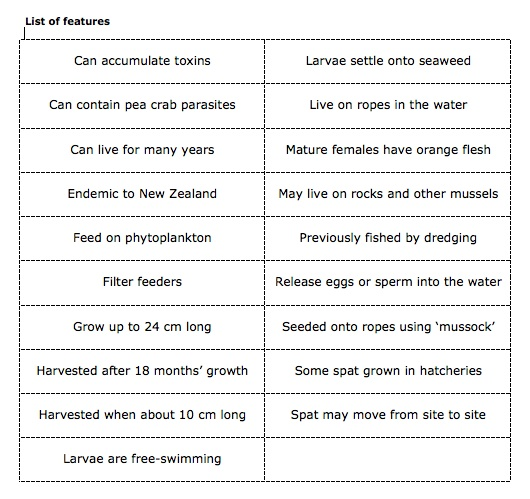 List of features
Can accumulate toxins
Larvae settle onto seaweed
Can contain pea crab parasites
Live on ropes in the water
Can live for many years
Mature females have orange flesh
Endemic to New Zealand
May live on rocks and other mussels
Feed on phytoplankton
Previously fished by dredging
Filter feeders
Release eggs or sperm into the water
Grow up to 24 cm long
Seeded onto ropes using ‘mussock’
Harvested after 18 months’ growth
Some spat grown in hatcheries
Harvested when about 10 cm long
Spat may move from site to site
Larvae are free-swimming